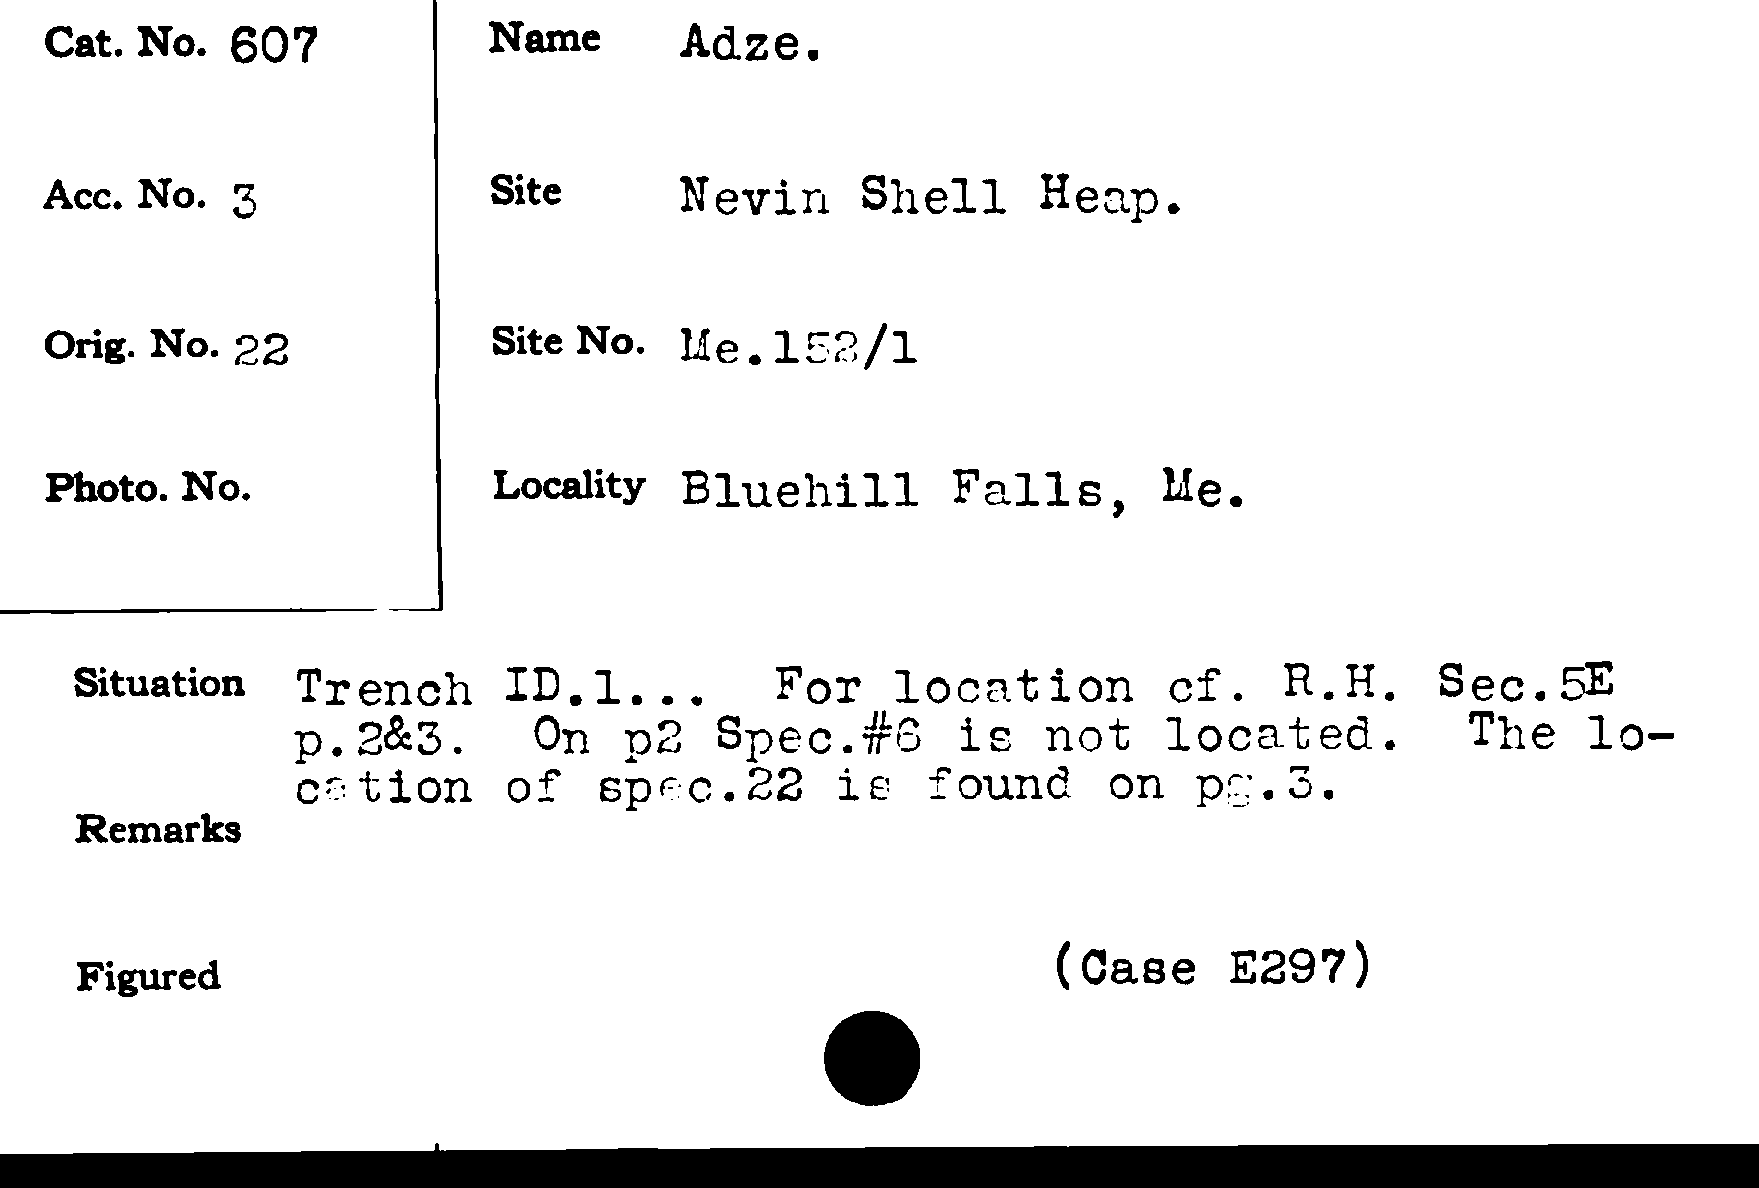 Cat. No. 607
Name Adze.
Acc. No. 3
Site Nevin Shell Heap.
Orig. No. 22
Site No. Me.152/1
Photo. No.
Locality Bluehill Falls, Me.
Situation Trench ID.1... For location cf. R.H. Sec.5E
p.2&3. On p2 Spec.#6 is not located. The lo-
cation of spec.22 is found on pg.3.
Remarks
Figured
(Case E297)